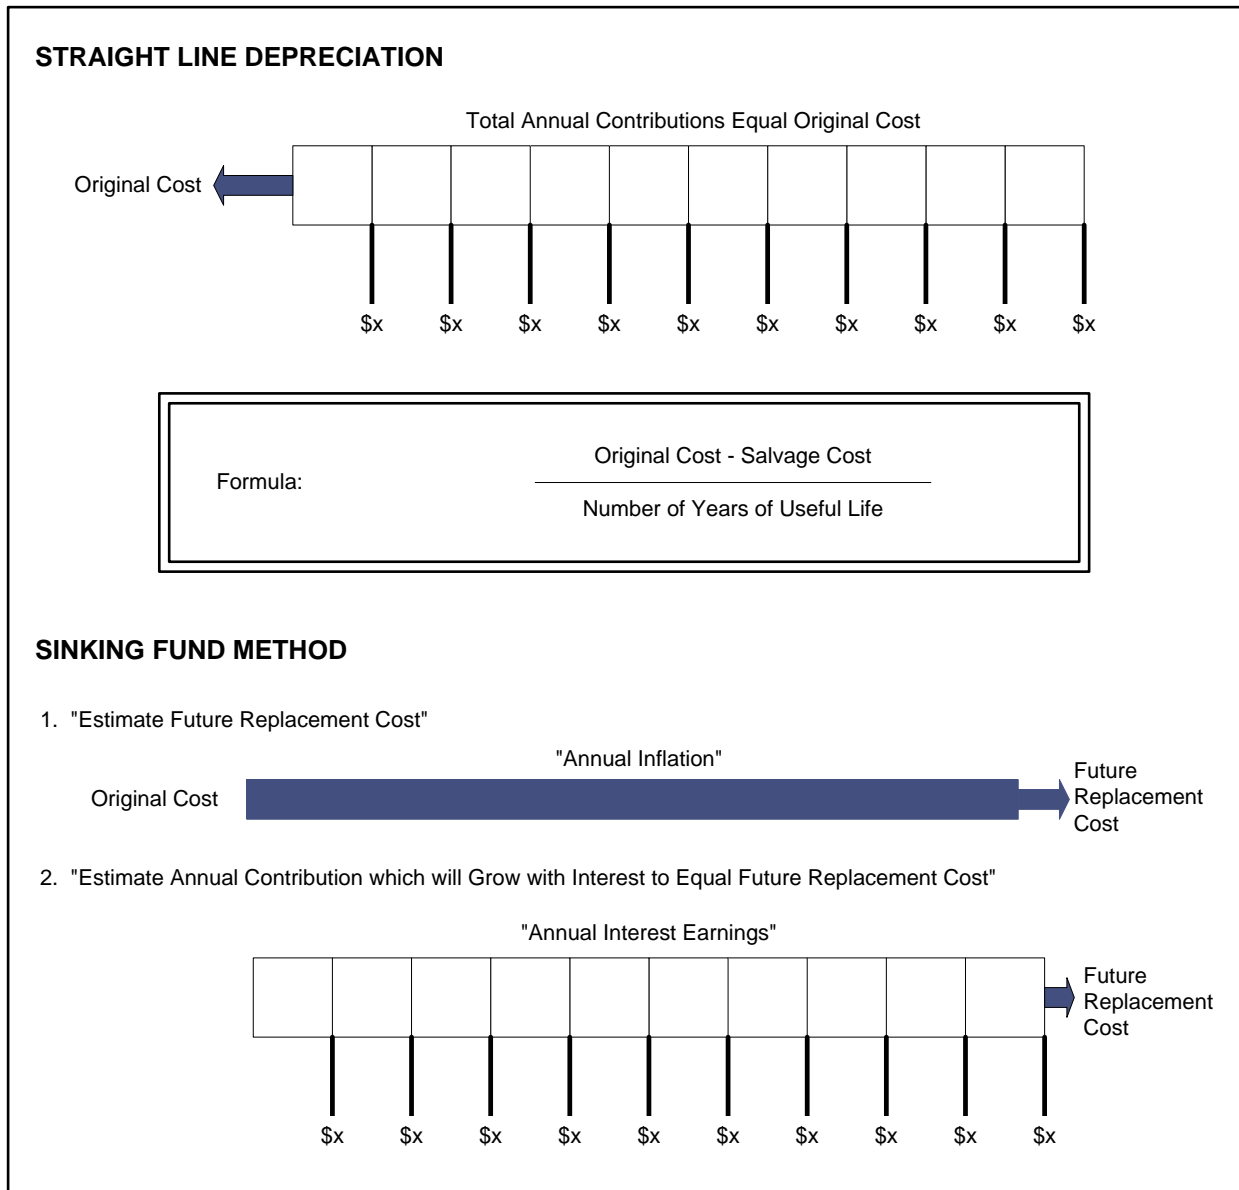 STRAIGHT LINE DEPRECIATION
Total Annual Contributions Equal Original Cost
Original Cost
$x $x $x $x $x $x $x $x $x $x
Original Cost - Salvage Cost
Formula:
Number of Years of Useful Life
SINKING FUND METHOD
1. "Estimate Future Replacement Cost"
"Annual Inflation"
Original Cost
Future
Replacement
Cost
2. "Estimate Annual Contribution which will Grow with Interest to Equal Future Replacement Cost"
"Annual Interest Earnings"
Future
Replacement
Cost
$x $x $x $x $x $x $x $x $x $x